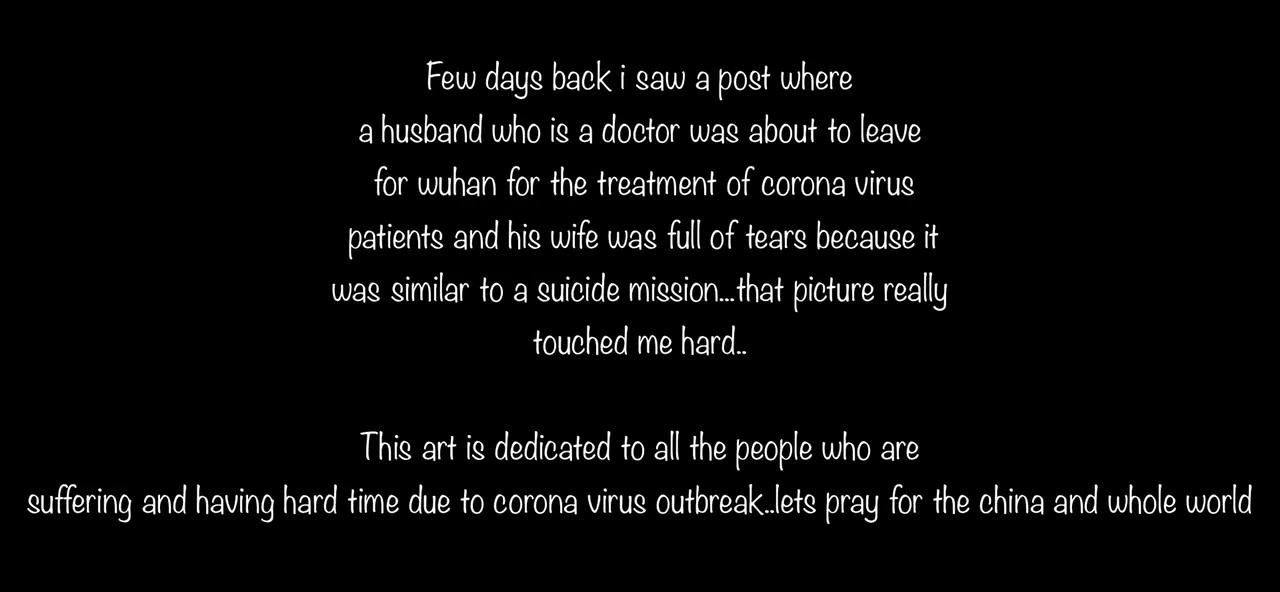 Few days back i saw a post where
a husband who is a doctor was about to leave
for wuhan for the treatment of corona virus
patients and his wife was full of tears because it
was similar to a suicide mission...that picture really
touched me hard..
This art is dedicated to all the people who are
suffering and having hard time due to corona virus outbreak..lets pray for the china and whole world